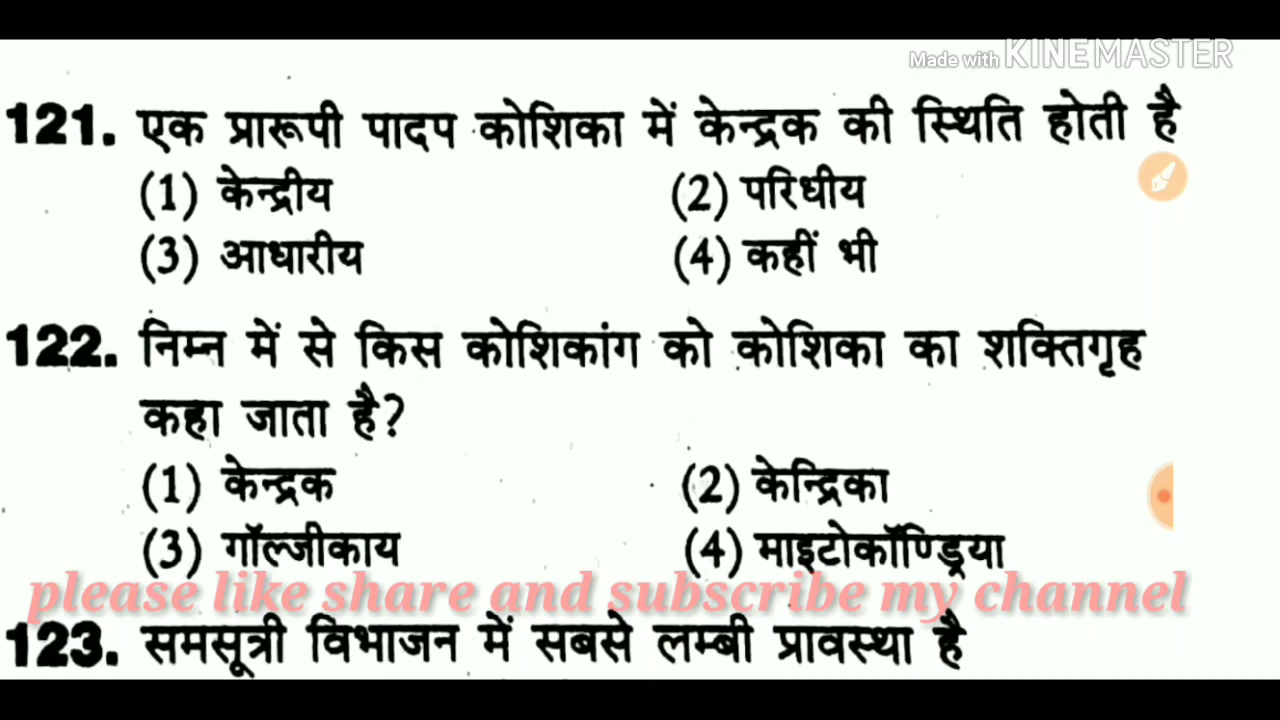 Made with KINEMASTER
121. एक प्रारूपी पादप कोशिका में केन्द्रक की स्थिति होती है
(1) केन्द्रीय (2) परिधीय
(3) आधारीय (4) कहीं भी
122. निम्न में से किस कोशिकांग को कोशिका का शक्तिगृह
कहा जाता है?
(1) केन्द्रक (2) केन्द्रिका
(3) गॉल्जीकाय (4) माइटोकॉण्ड्रिया
please like share and subscribe my channel
123. समसूत्री विभाजन में सबसे लम्बी प्रावस्था है